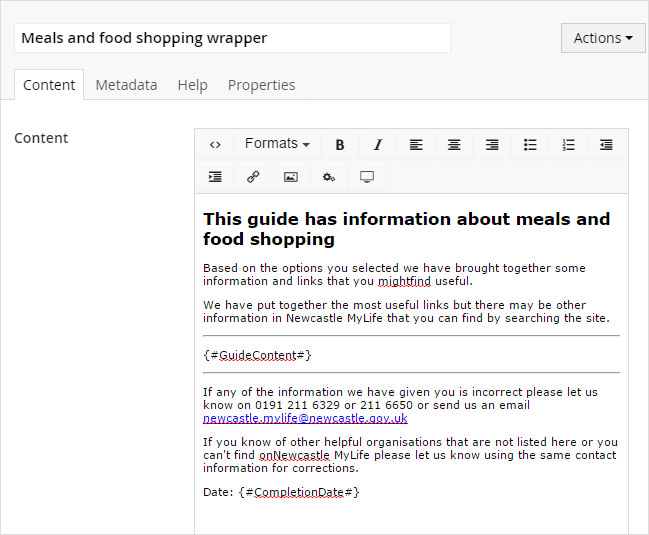 Meals and food shopping wrapper
Actions
Content Metadata Help Properties
Content
Formats B I
This guide has information about meals and
food shopping
Based on the options you selected we have brought together some
information and links that you mightfind useful.
We have put together the most useful links but there may be other
information in Newcastle MyLife that you can find by searching the site.
{#GuideContent#}
If any of the information we have given you is incorrect please let us
know on 0191 211 6329 or 211 6650 or send us an email
newcastle.mylife@newcastle.gov.uk
If you know of other helpful organisations that are not listed here or you
can't find onNewcastle MyLife please let us know using the same contact
information for corrections.
Date: {#CompletionDate#}